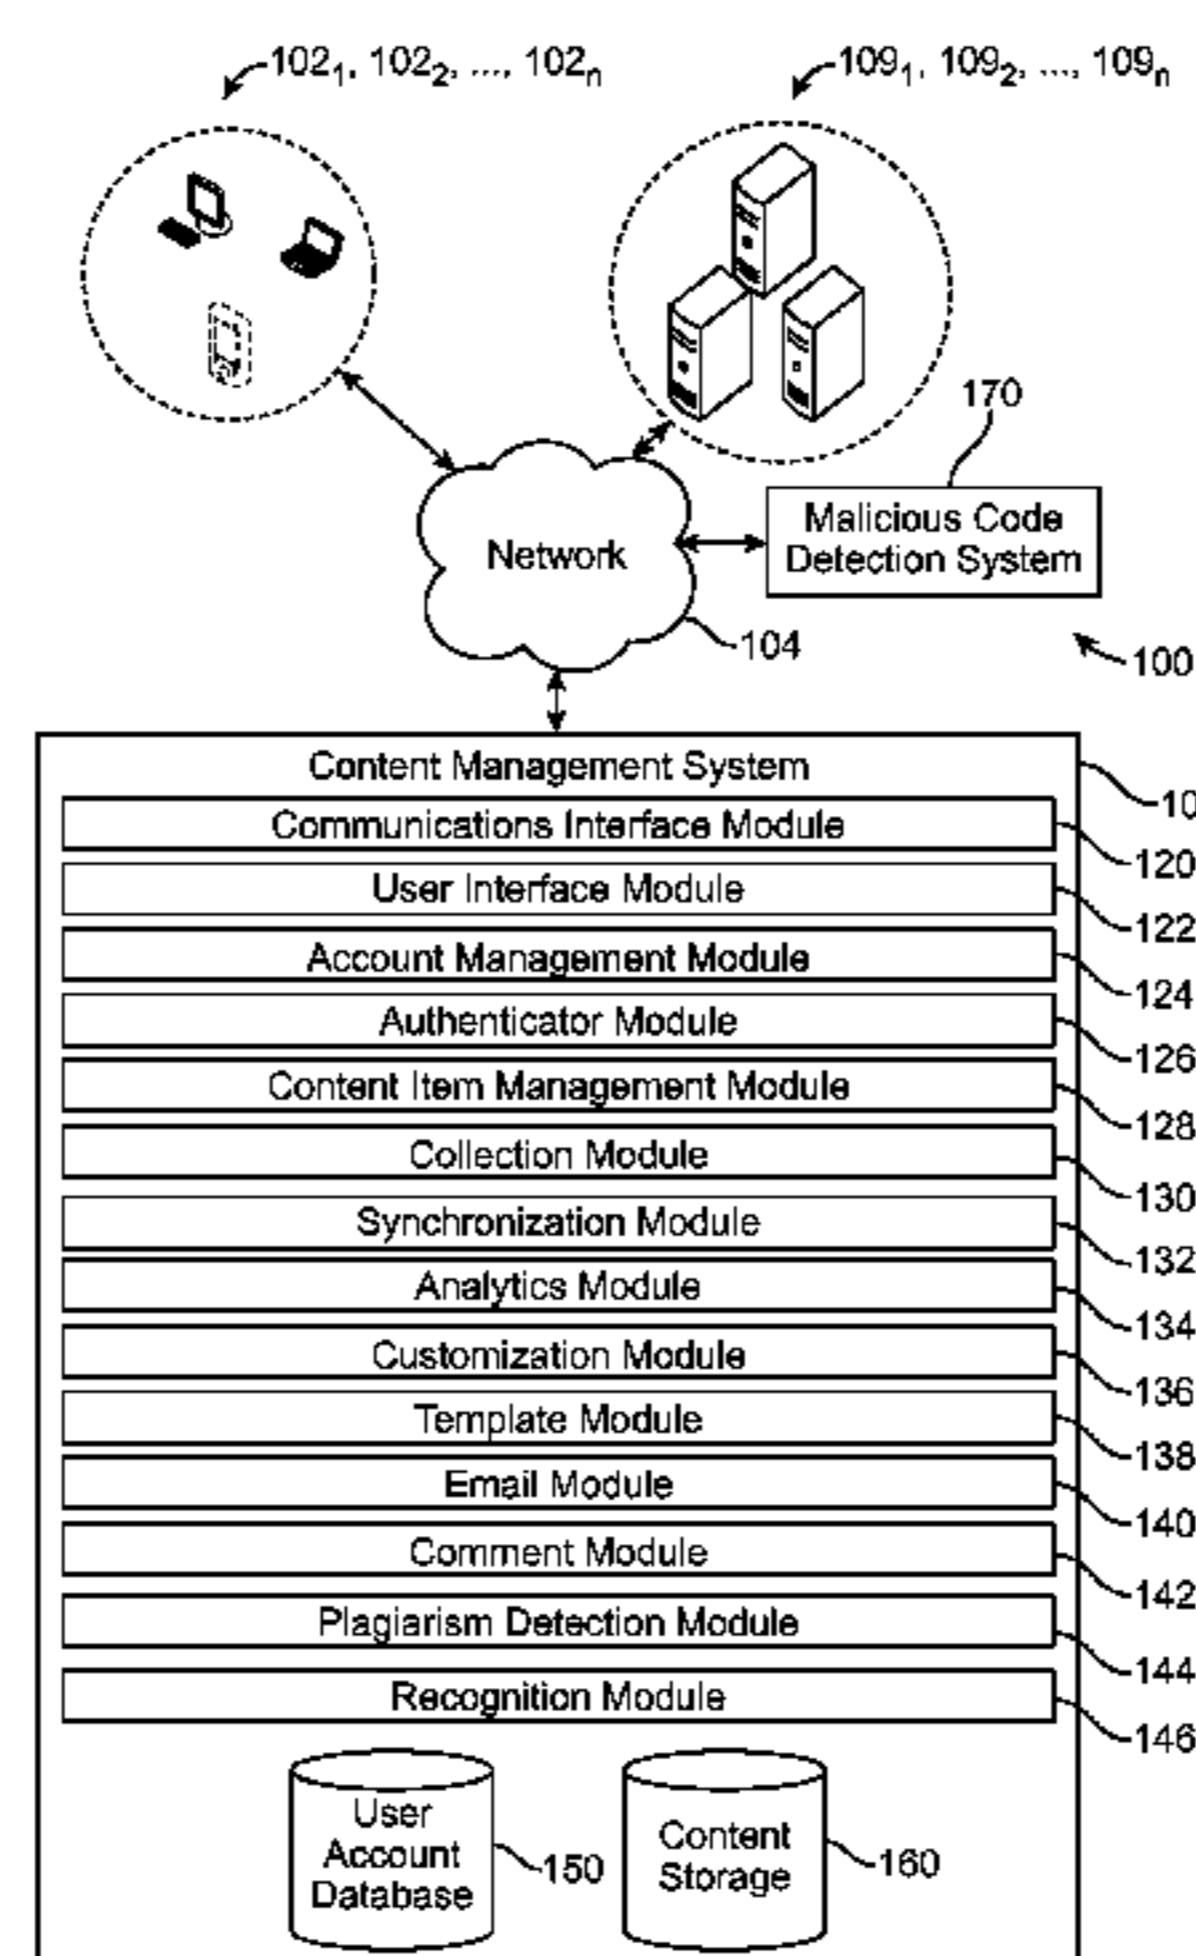 102₁, 102₂, ..., 102ₙ
109₁, 109₂, ..., 109ₙ
170
Malicious Code
Detection System
Network
104
100
Content Management System
10
Communications Interface Module
120
User Interface Module
122
Account Management Module
124
Authenticator Module
126
Content Item Management Module
128
Collection Module
130
Synchronization Module
132
Analytics Module
134
Customization Module
136
Template Module
138
Email Module
140
Comment Module
142
Plagiarism Detection Module
144
Recognition Module
146
User
Account
Database
150
Content
Storage
160